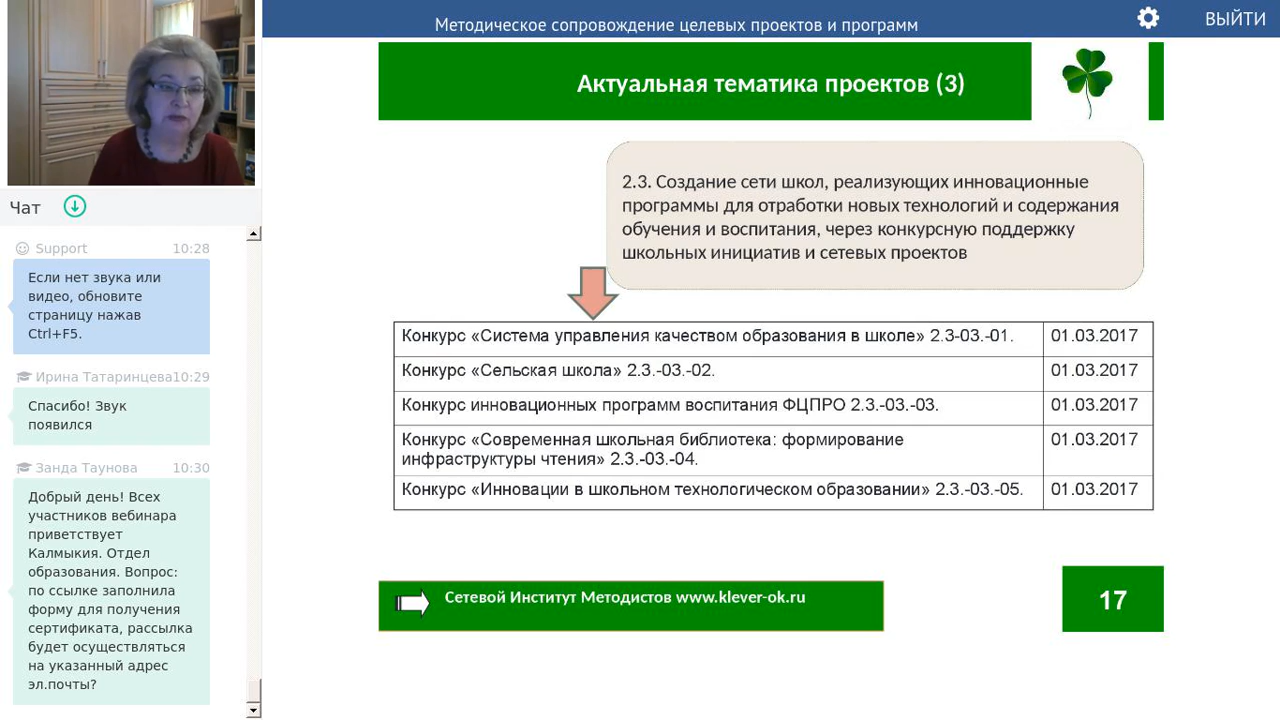 Методическое сопровождение целевых проектов и программ
ВЫЙТИ
Чат
Support 10:28
Если нет звука или
видео, обновите
страницу нажав
Ctrl+F5.
Ирина Татаринцева10:29
Спасибо! Звук
появился
Занда Таунова 10:30
Добрый день! Всех
участников вебинара
приветствует
Калмыкия. Отдел
образования. Вопрос:
по ссылке заполнила
форму для получения
сертификата, рассылка
будет осуществляться
на указанный адрес
эл.почты?
Актуальная тематика проектов (3)
2.3. Создание сети школ, реализующих инновационные
программы для отработки новых технологий и содержания
обучения и воспитания, через конкурсную поддержку
школьных инициатив и сетевых проектов
Конкурс «Система управления качеством образования в школе» 2.3-03.-01. 01.03.2017
Конкурс «Сельская школа» 2.3.-03.-02. 01.03.2017
Конкурс инновационных программ воспитания ФЦПРО 2.3.-03.-03. 01.03.2017
Конкурс «Современная школьная библиотека: формирование 01.03.2017
инфраструктуры чтения» 2.3.-03.-04.
Конкурс «Инновации в школьном технологическом образовании» 2.3.-03.-05. 01.03.2017
Сетевой Институт Методистов www.klever-ok.ru
17